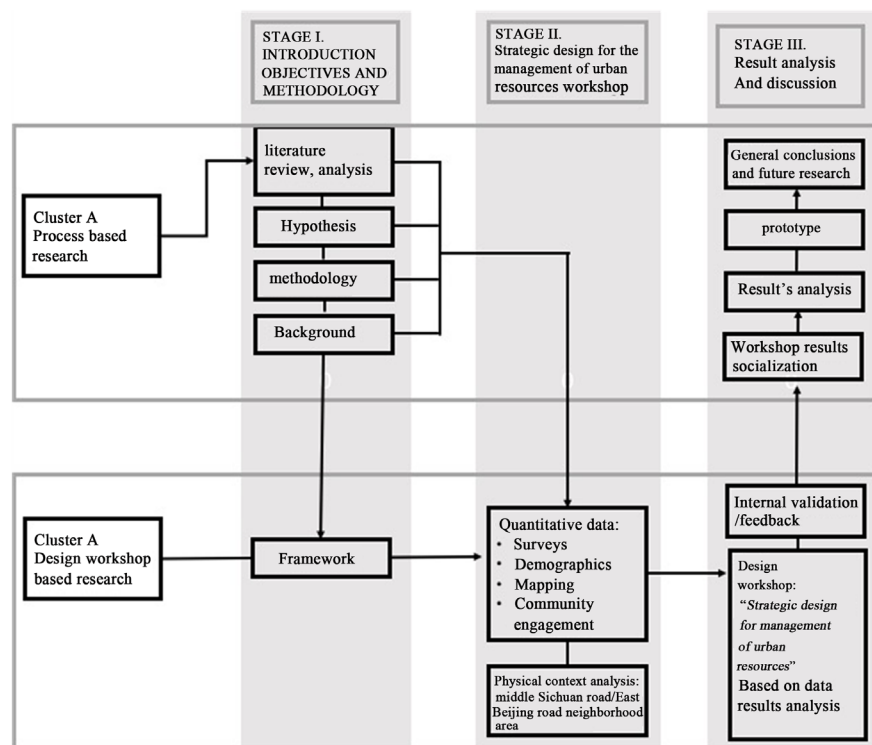 STAGE I.
INTRODUCTION
OBJECTIVES AND
METHODOLOGY
STAGE II.
Strategic design for the
management of urban
resources workshop
STAGE III.
Result analysis
And discussion
Cluster A
Process based
research
literature
review, analysis
Hypothesis
methodology
Background
General conclusions
and future research
prototype
Result's analysis
Workshop results
socialization
Cluster A
Design workshop
based research
Framework
Quantitative data:
• Surveys
• Demographics
• Mapping
• Community
engagement
Physical context analysis:
middle Sichuan road/East
Beijing road neighborhood
area
Internal validation
/feedback
Design
workshop:
“Strategic design
for management
of urban
resources”
Based on data
results analysis